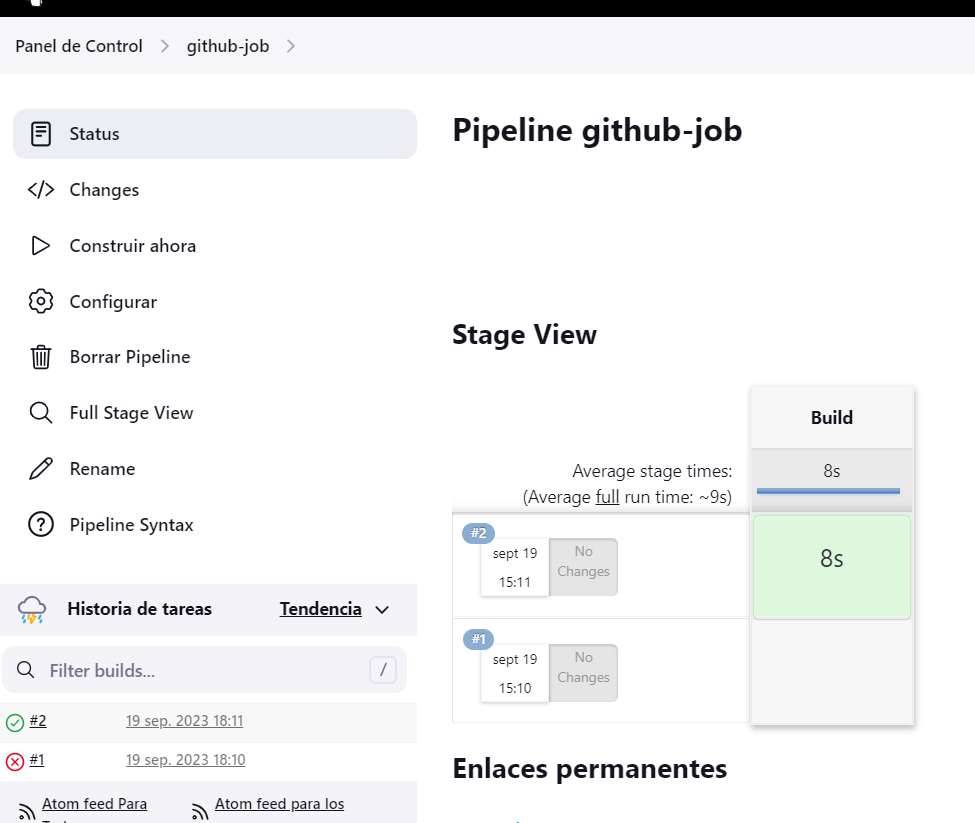 Panel de Control
github-job
Status
Changes
Construir ahora
Configurar
Borrar Pipeline
Full Stage View
Rename
Pipeline Syntax
Historia de tareas
Tendencia
Filter builds...
/
#2
19 sep. 2023 18:11
#1
19 sep. 2023 18:10
Atom feed Para
Atom feed para los
Pipeline github-job
Stage View
Build
Average stage times:
8s
(Average full run time: ~9s)
#2
sept 19
15:11
No
Changes
8s
#1
sept 19
15:10
No
Changes
Enlaces permanentes